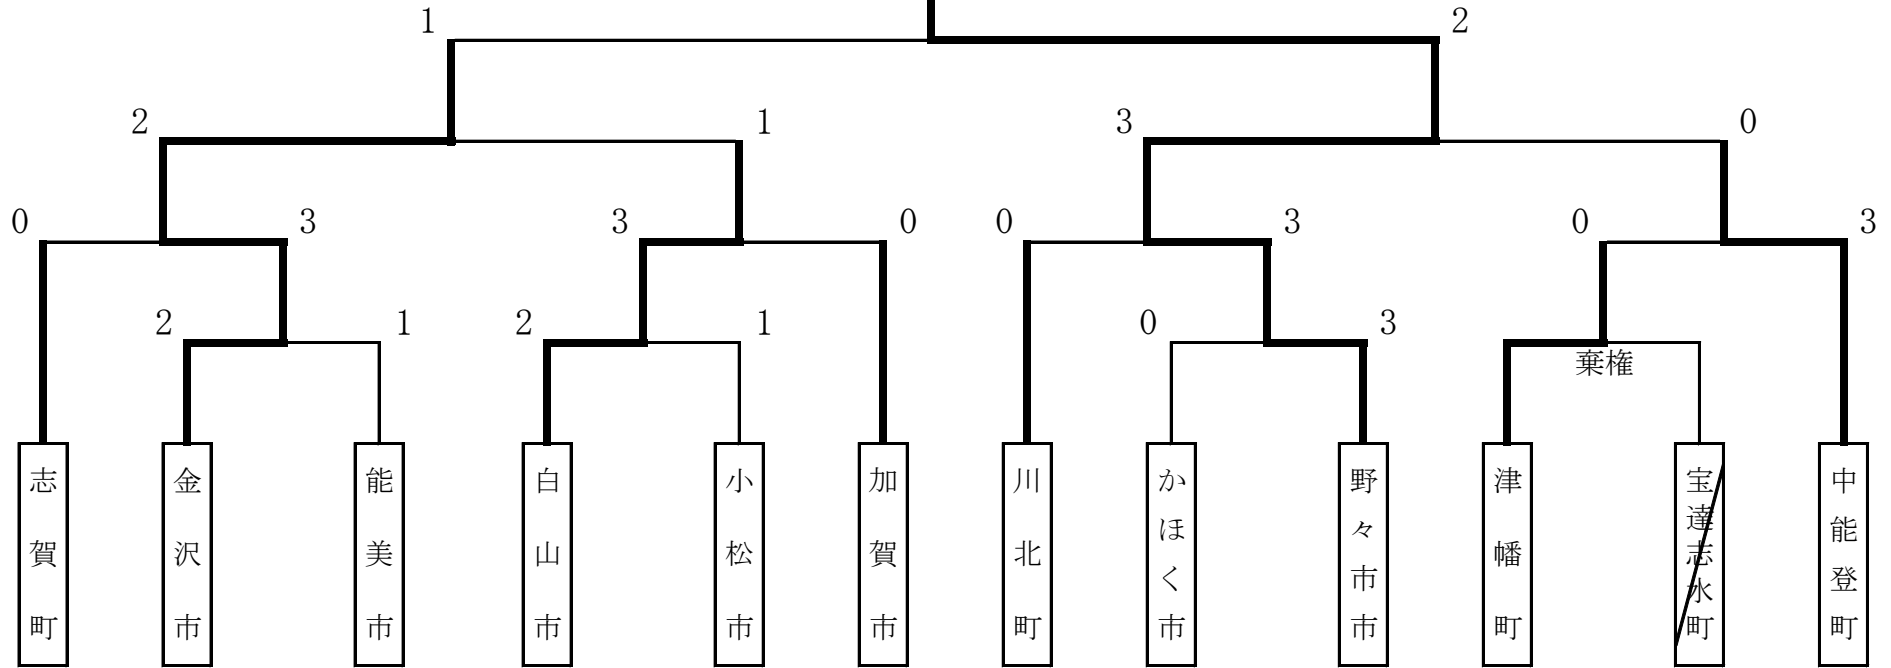 1 2
2 1 3 0
0 3 3 0 0 3 0 3
2 1 2 1 0 3
棄権
志賀町
金沢市
能美市
白山市
小松市
加賀市
川北町
かほく市
野々市市
津幡町
宝達志水町
中能登町